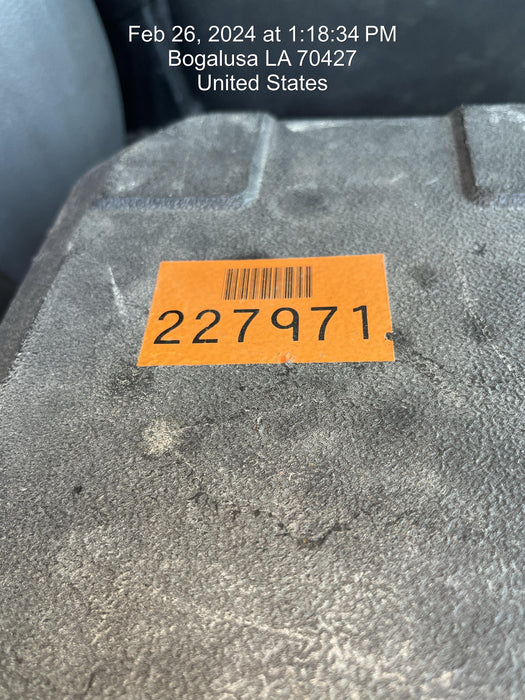 Feb 26, 2024 at 1:18:34 PM
Bogalusa LA 70427
United States
227971